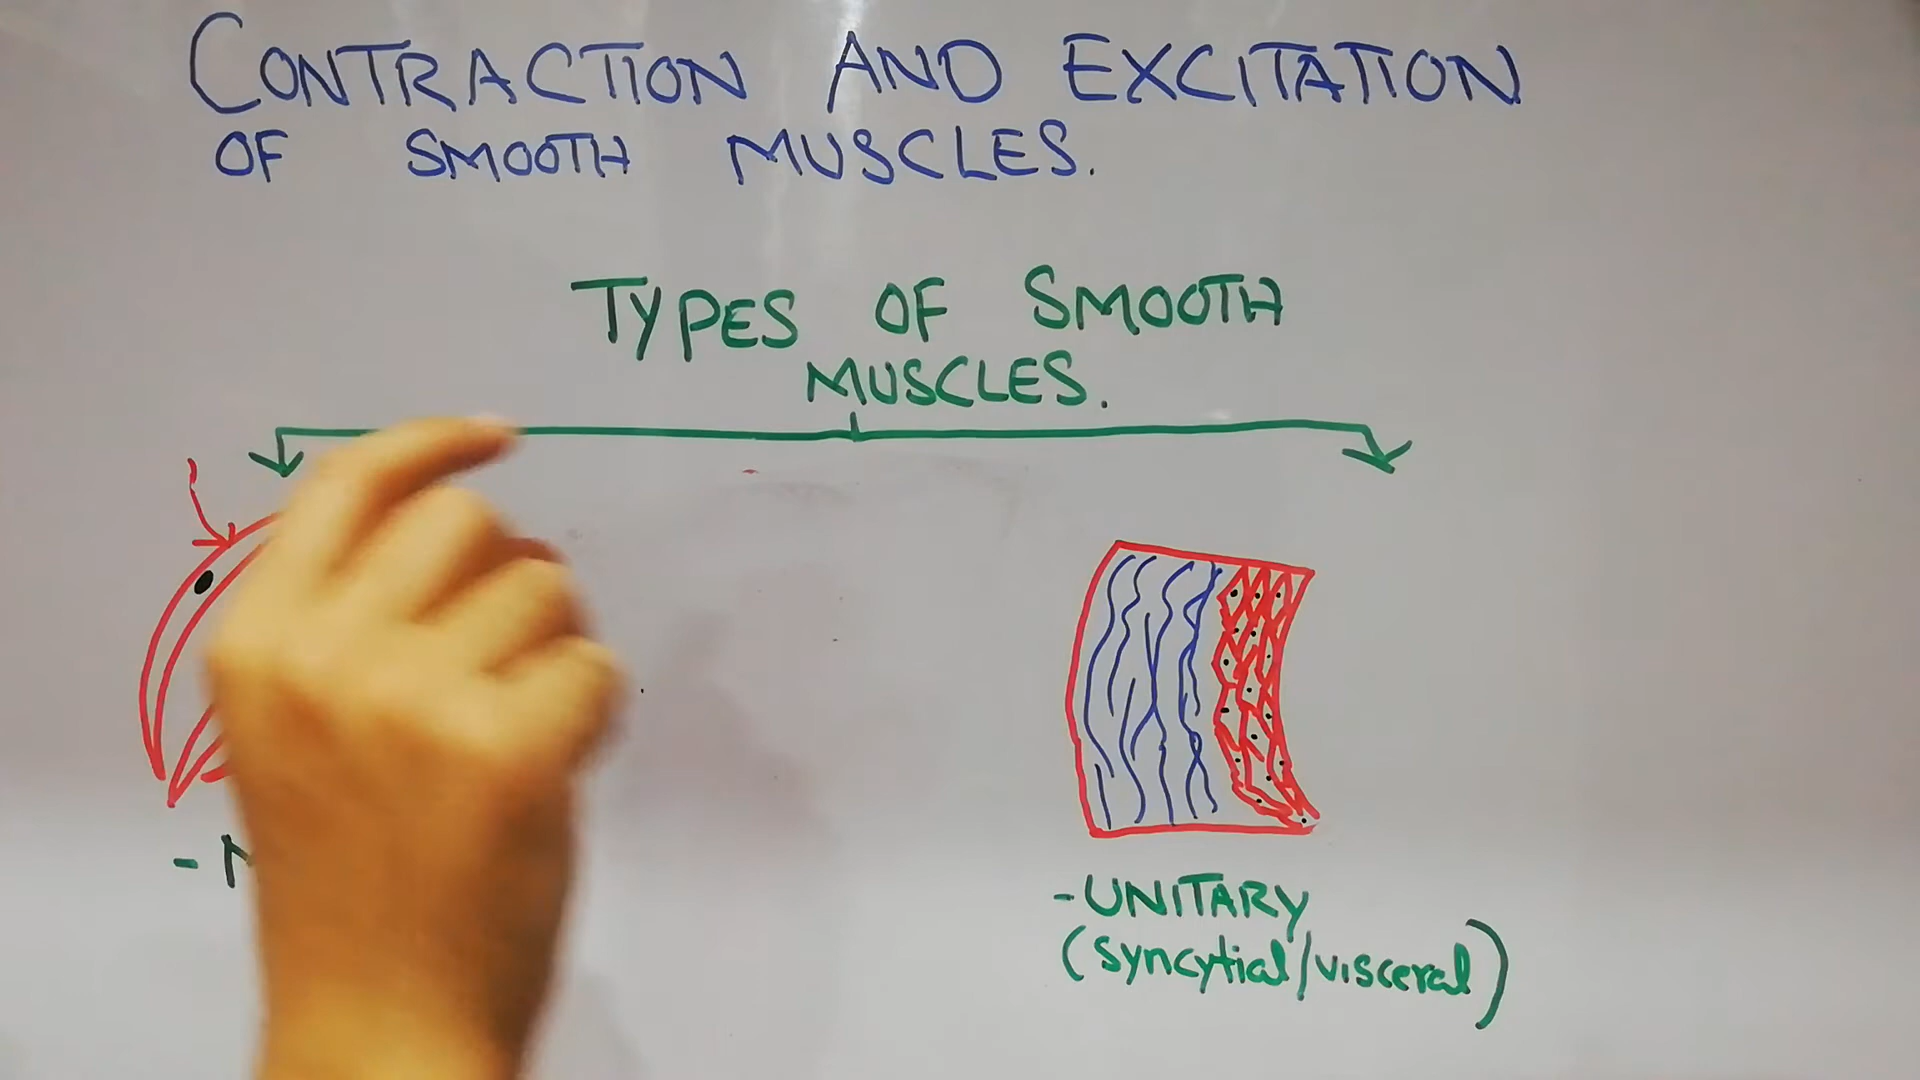 CONTRACTION AND EXCITATION
OF SMOOTH MUSCLES.
TYPES OF SMOOTH
MUSCLES.
-UNITARY
(syncytial/visceral)